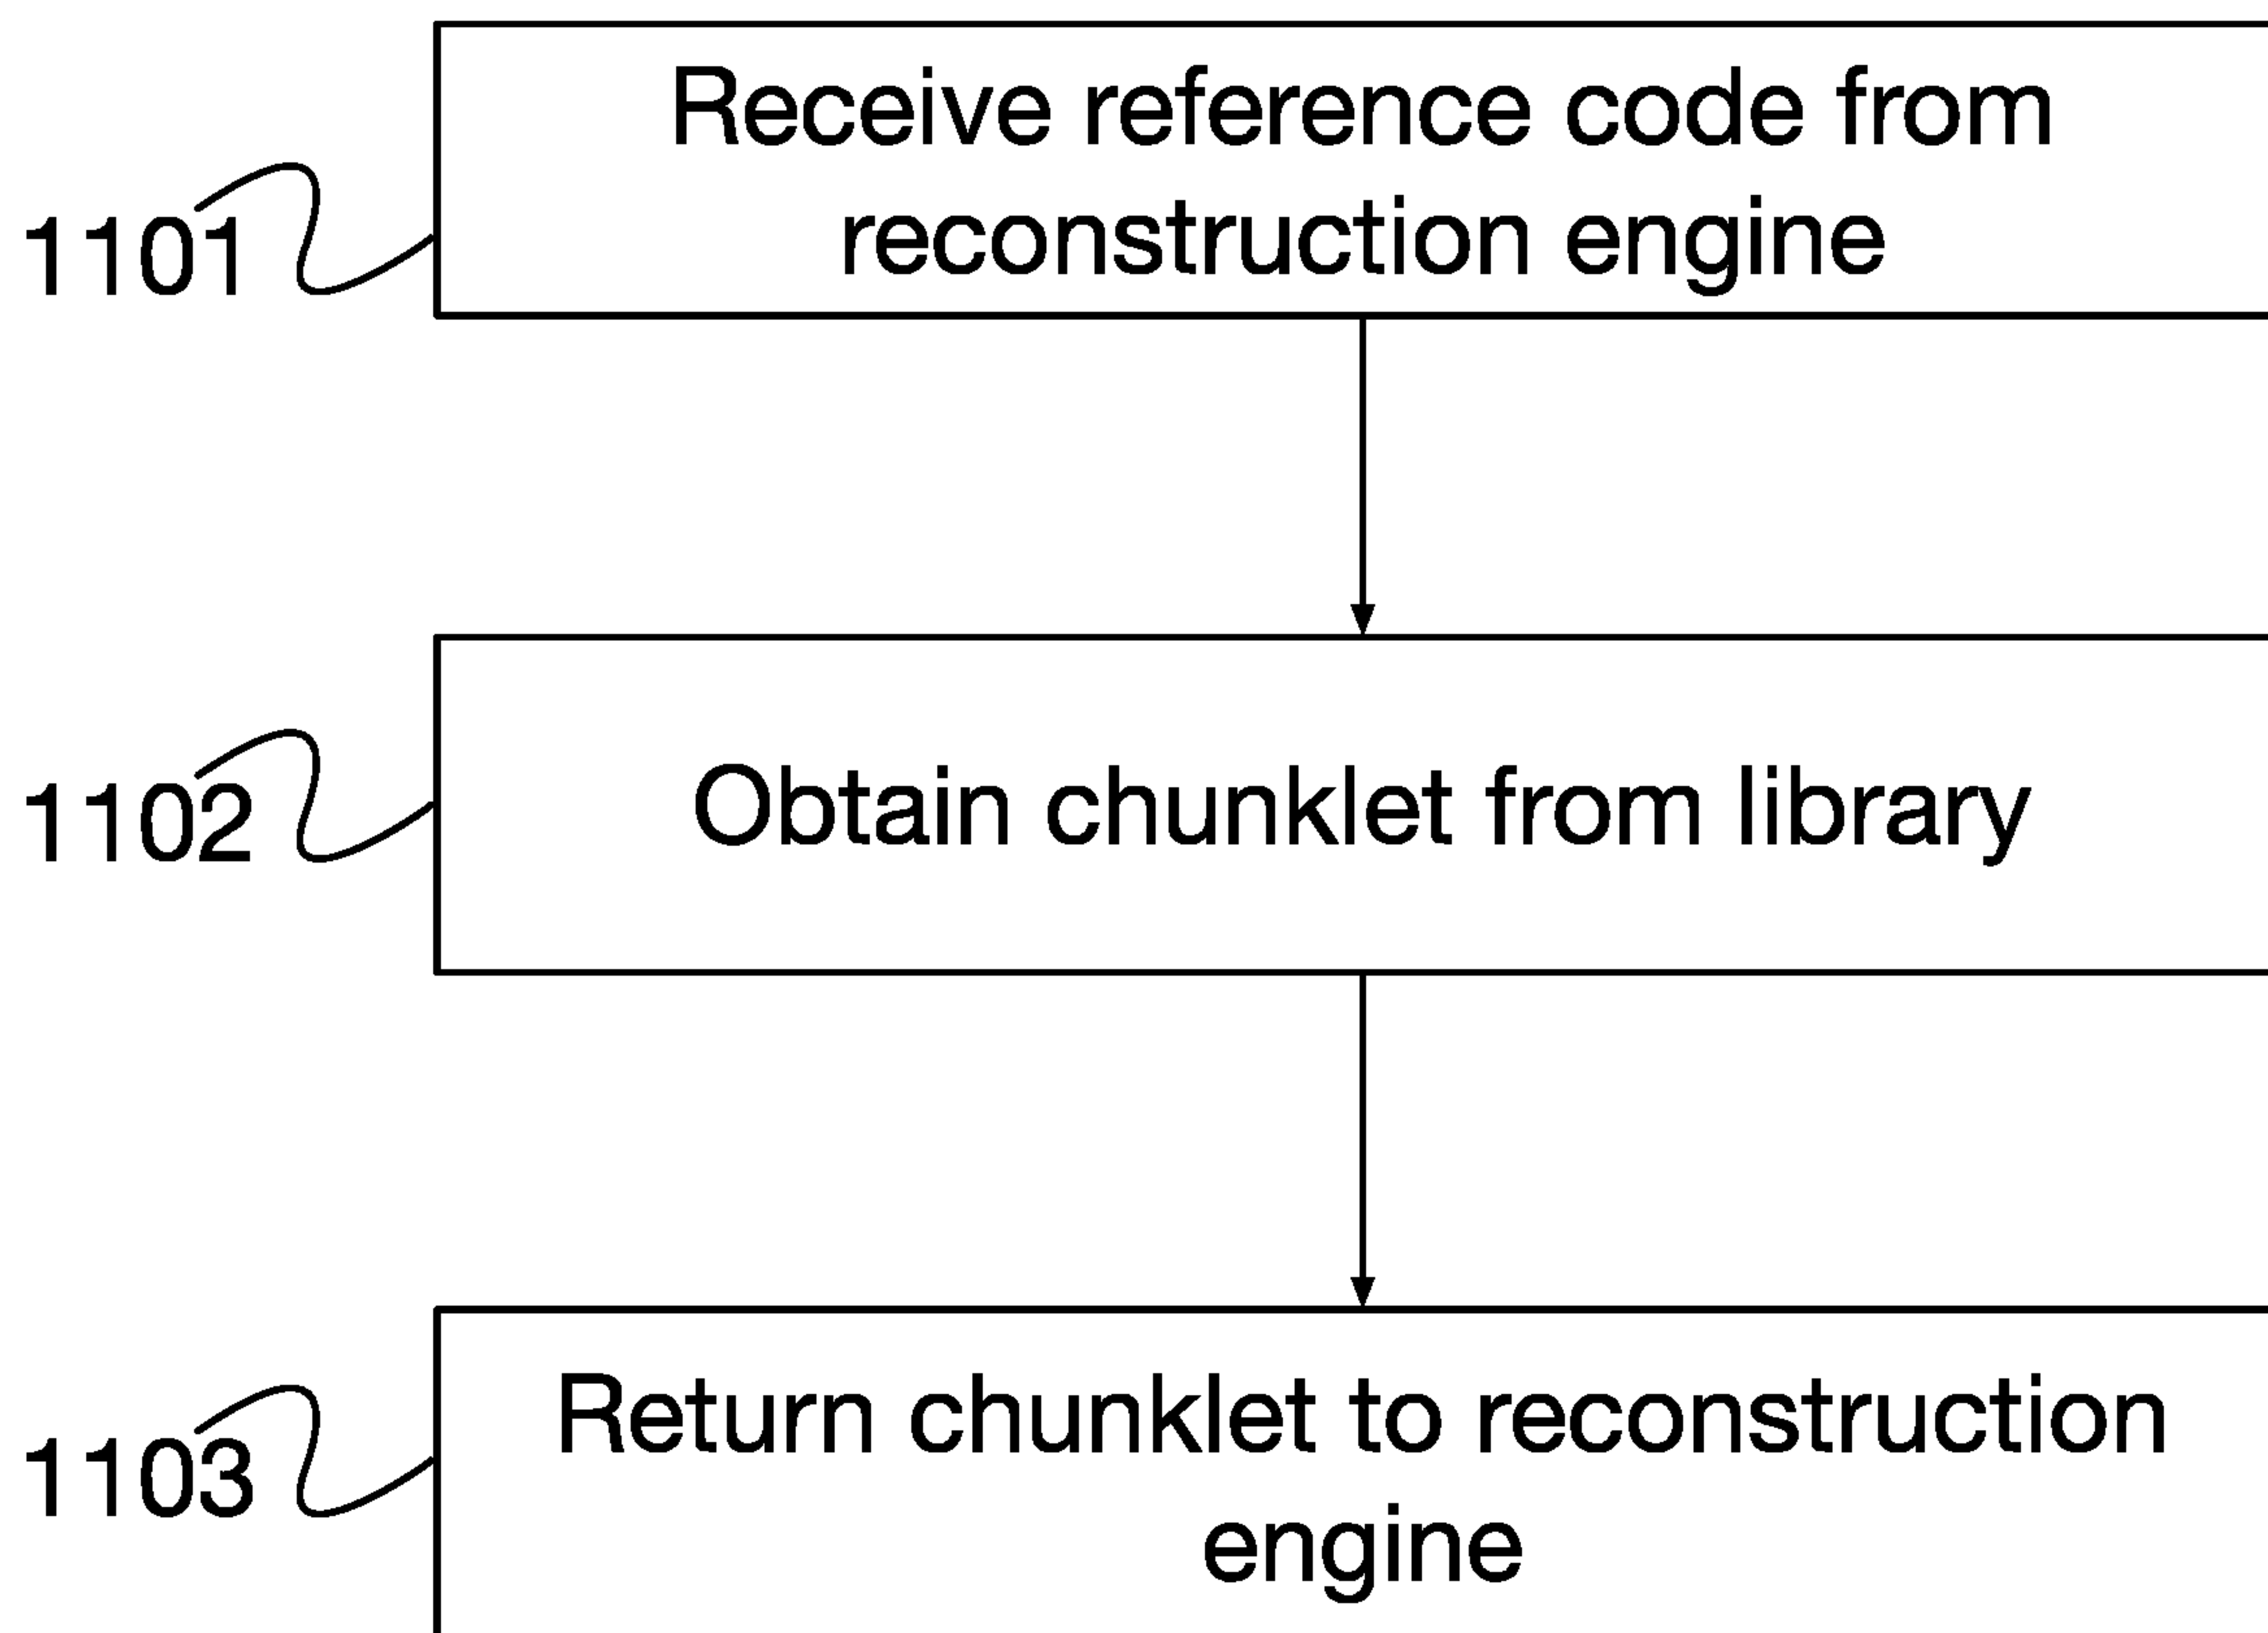 Receive reference code from
reconstruction engine
1101
Obtain chunklet from library
1102
Return chunklet to reconstruction
engine
1103